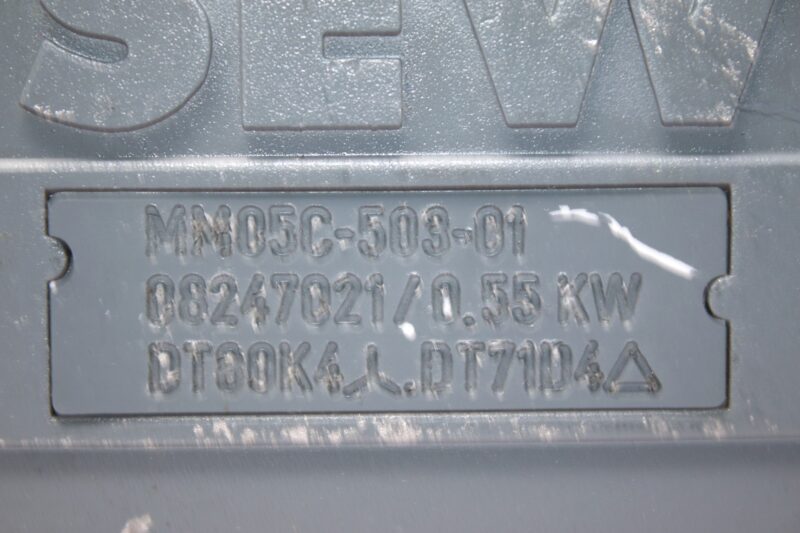 SEW
MM05C-503-01
08247021/0.55 KW
DT80K4⅄.DT71D4△